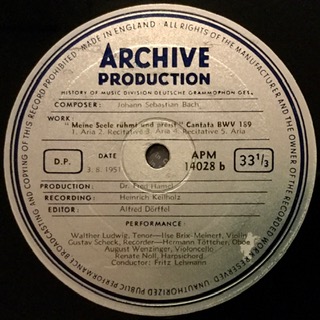 MADE IN ENGLAND · ALL RIGHTS OF THE MANUFACTURER AND THE OWNER OF THE RECORDED WORK RESERVED. UNAUTHORIZED PUBLIC PERFORMANCE BROADCASTING AND COPYING OF THIS RECORD PROHIBITED.
ARCHIVE
PRODUCTION
HISTORY OF MUSIC DIVISION DEUTSCHE GRAMMOPHON GES.
COMPOSER: Johann Sebastian Bach
WORK
"Meine Seele rühmt und preist" Cantata BWV 189
1. Aria 2. Recitative 3. Aria 4. Recitative 5. Aria
D.P.
DATE
3. 8. 1951
APM
14028 b
33 1/3
PRODUCTION: Dr. Fred Hamel
RECORDING: Heinrich Keilholz
EDITOR: Alfred Dörffel
PERFORMANCE:
Walther Ludwig, Tenor—Ilse Brix-Meinert, Violin
Gustav Scheck, Recorder—Hermann Töttcher, Oboe
August Wenzinger, Violoncello
Renate Noll, Harpsichord
Conductor: Fritz Lehmann